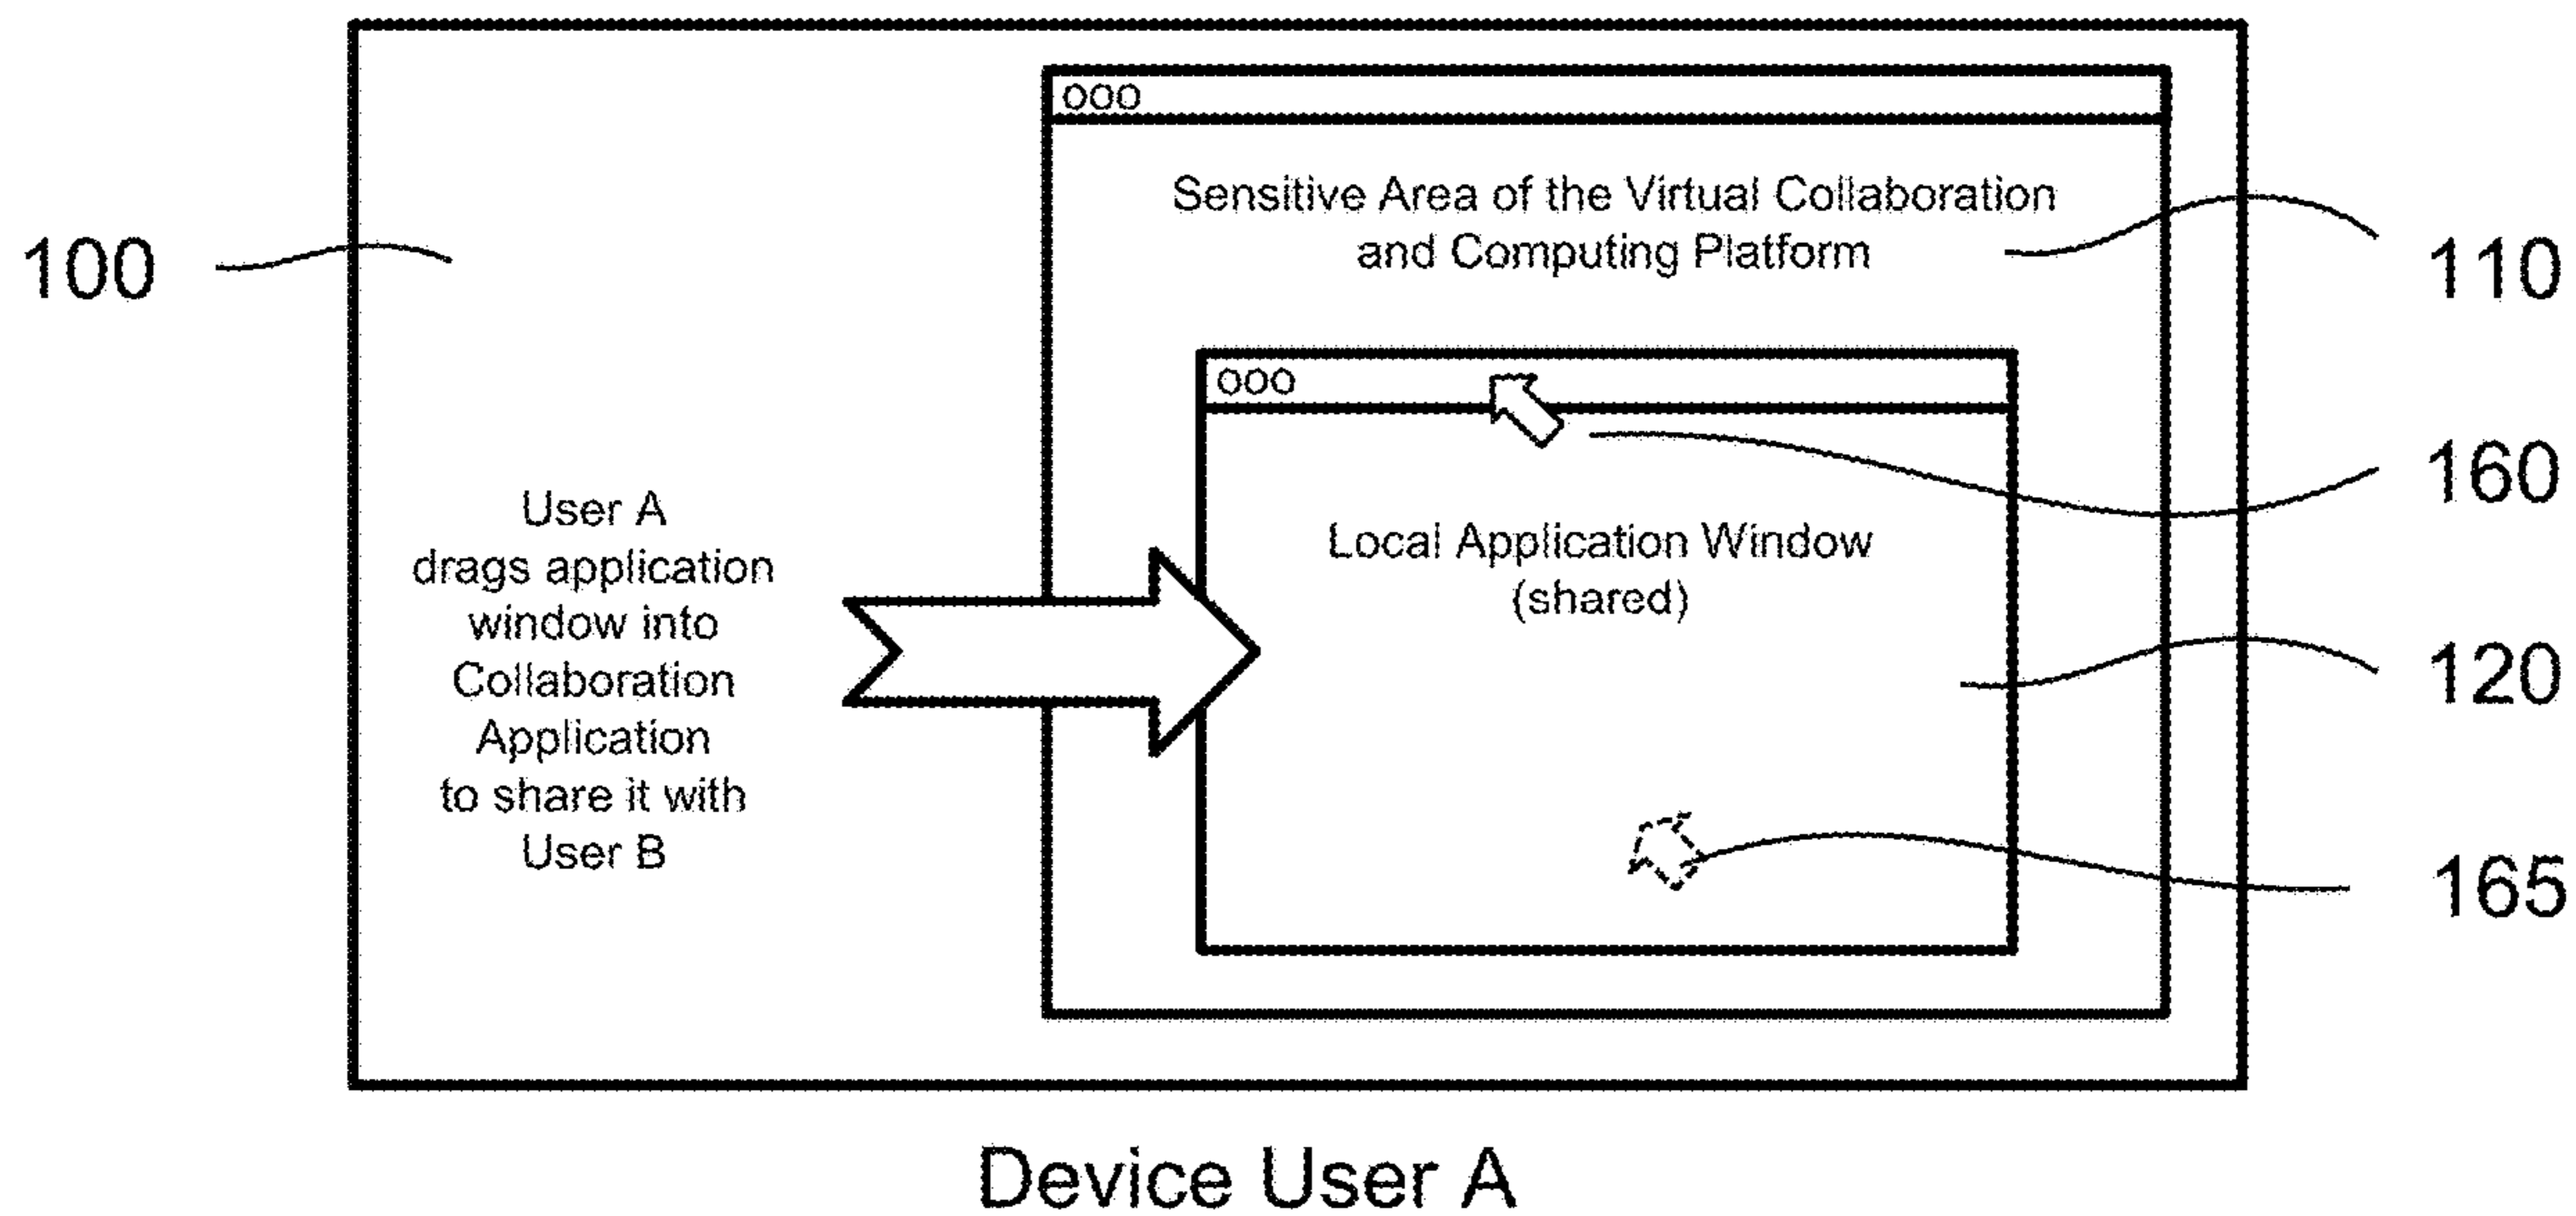 ooo
Sensitive Area of the Virtual Collaboration
and Computing Platform
100
110
ooo
160
User A
drags application
window into
Collaboration
Application
to share it with
User B
Local Application Window
(shared)
120
165
Device User A